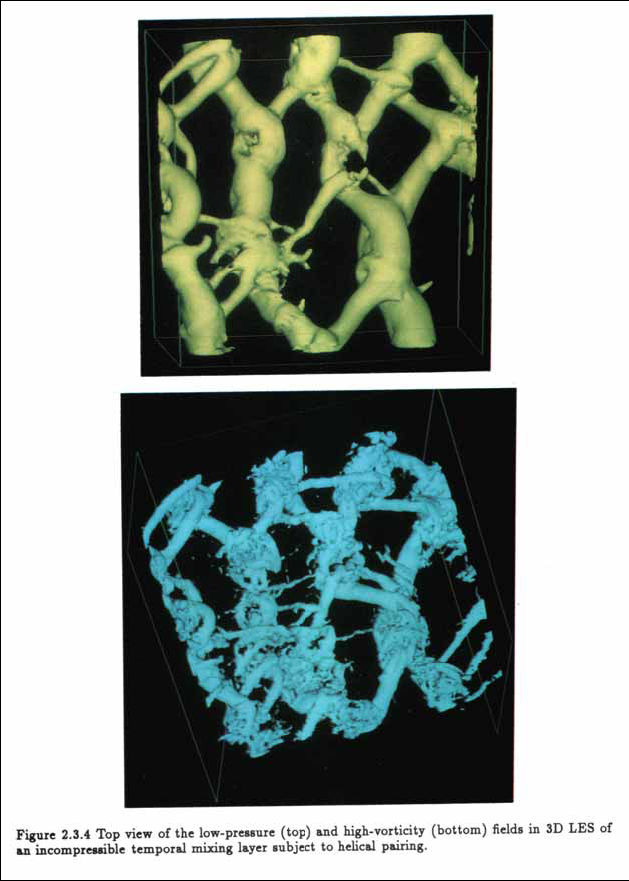 Figure 2.3.4 Top view of the low-pressure (top) and high-vorticity (bottom) fields in 3D LES of
an incompressible temporal mixing layer subject to helical pairing.